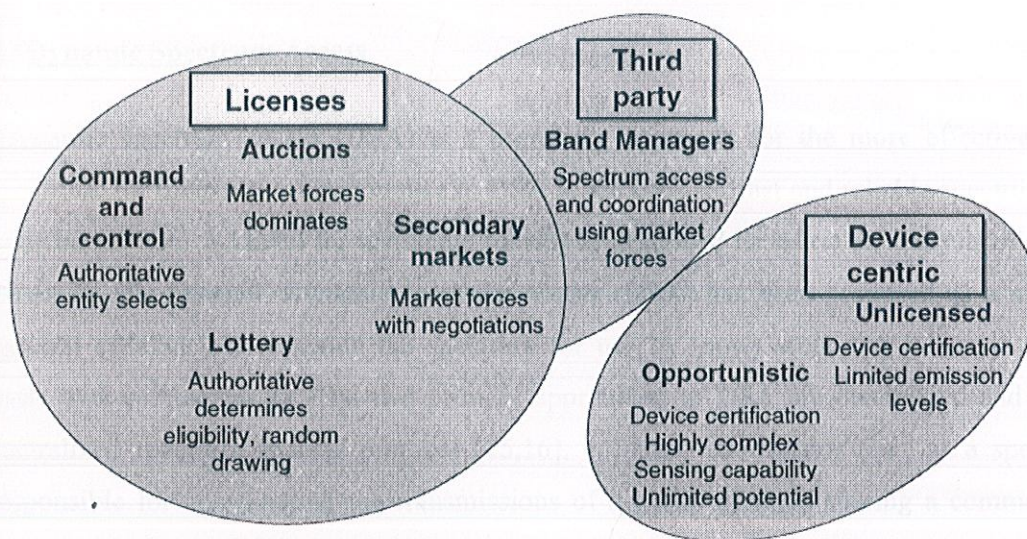 Licenses
Auctions
Market forces
dominates
Command
and
control
Authoritative
entity selects
Secondary
markets
Market forces
with negotiations
Lottery
Authoritative
determines
eligibility, random
drawing
Third
party
Band Managers
Spectrum access
and coordination
using market
forces
Device
centric
Unlicensed
Device certification
Limited emission
levels
Opportunistic
Device certification
Highly complex
Sensing capability
Unlimited potential